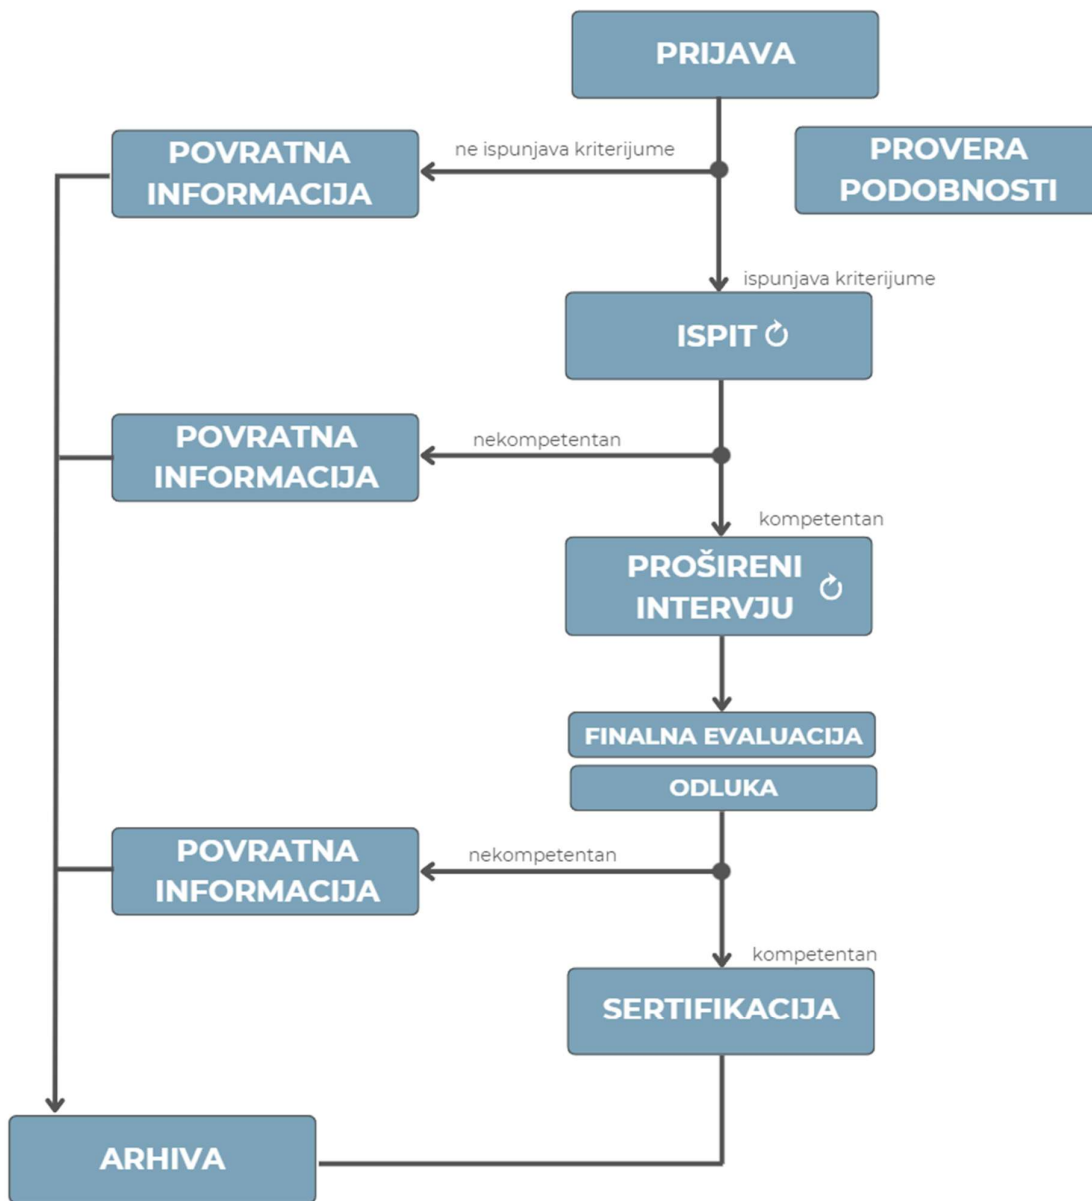 PRIJAVA
POVRATNA
INFORMACIJA
ne ispunjava kriterijume
PROVERA
PODOBNOSTI
ispunjava kriterijume
ISPIT
POVRATNA
INFORMACIJA
nekompetentan
kompetentan
PROŠIRENI
INTERVJU
FINALNA EVALUACIJA
ODLUKA
POVRATNA
INFORMACIJA
nekompetentan
kompetentan
SERTIFIKACIJA
ARHIVA